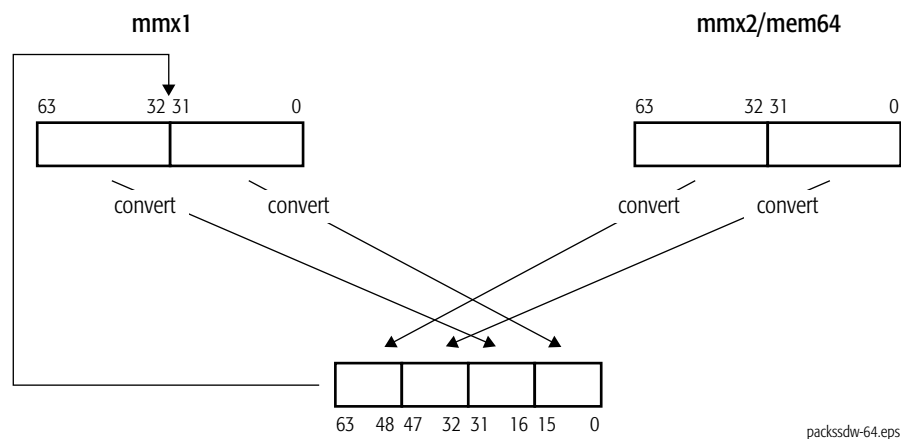 mmx1 mmx2/mem64
63 32 31 0 63 32 31 0
convert convert convert convert
63 48 47 32 31 16 15 0
packssdw-64.eps